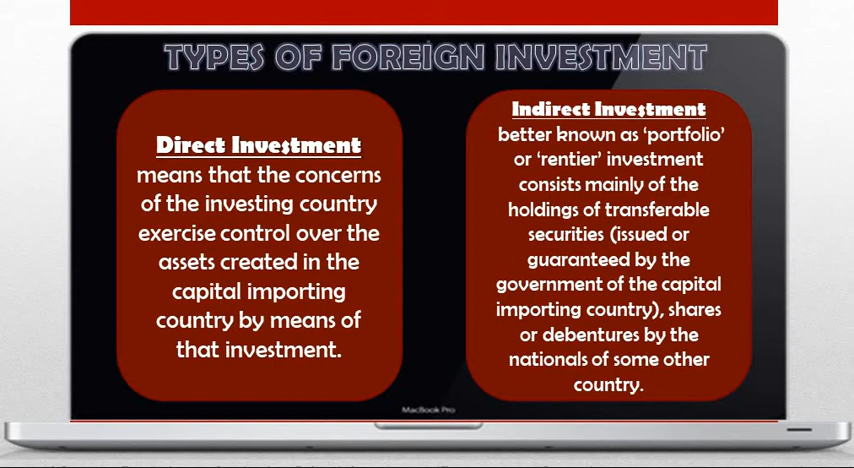 TYPES OF FOREIGN INVESTMENT
Direct Investment
means that the concerns
of the investing country
exercise control over the
assets created in the
capital importing
country by means of
that investment.
Indirect Investment
better known as ‘portfolio’
or ‘rentier’ investment
consists mainly of the
holdings of transferable
securities (issued or
guaranteed by the
government of the capital
importing country), shares
or debentures by the
nationals of some other
country.
MacBook Pro